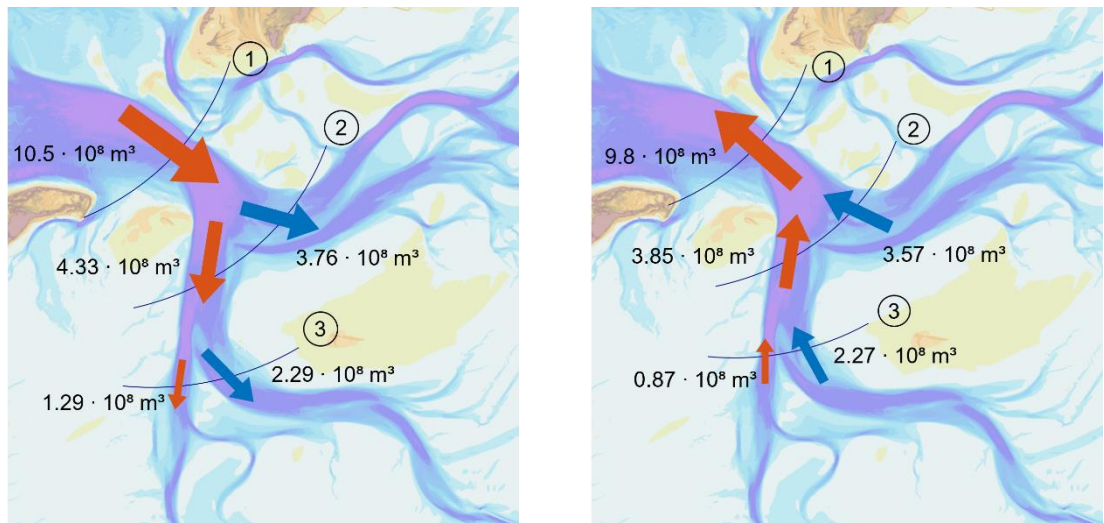 1
2
10.5 · 10⁸ m³
4.33 · 10⁸ m³
3.76 · 10⁸ m³
3
2.29 · 10⁸ m³
1.29 · 10⁸ m³
1
2
9.8 · 10⁸ m³
3.85 · 10⁸ m³
3.57 · 10⁸ m³
3
2.27 · 10⁸ m³
0.87 · 10⁸ m³